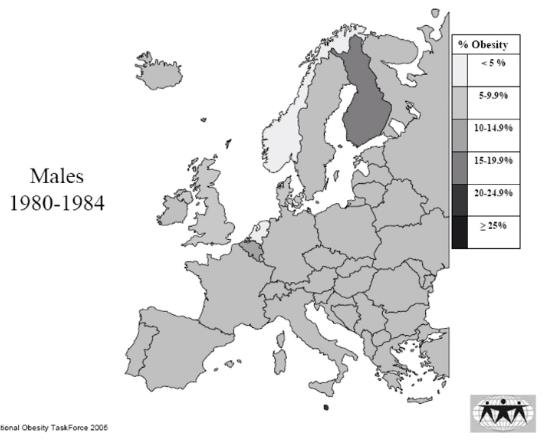 % Obesity
< 5 %
5-9.9%
10-14.9%
15-19.9%
20-24.9%
≥ 25%
Males
1980-1984
tional Obesity TaskForce 2005